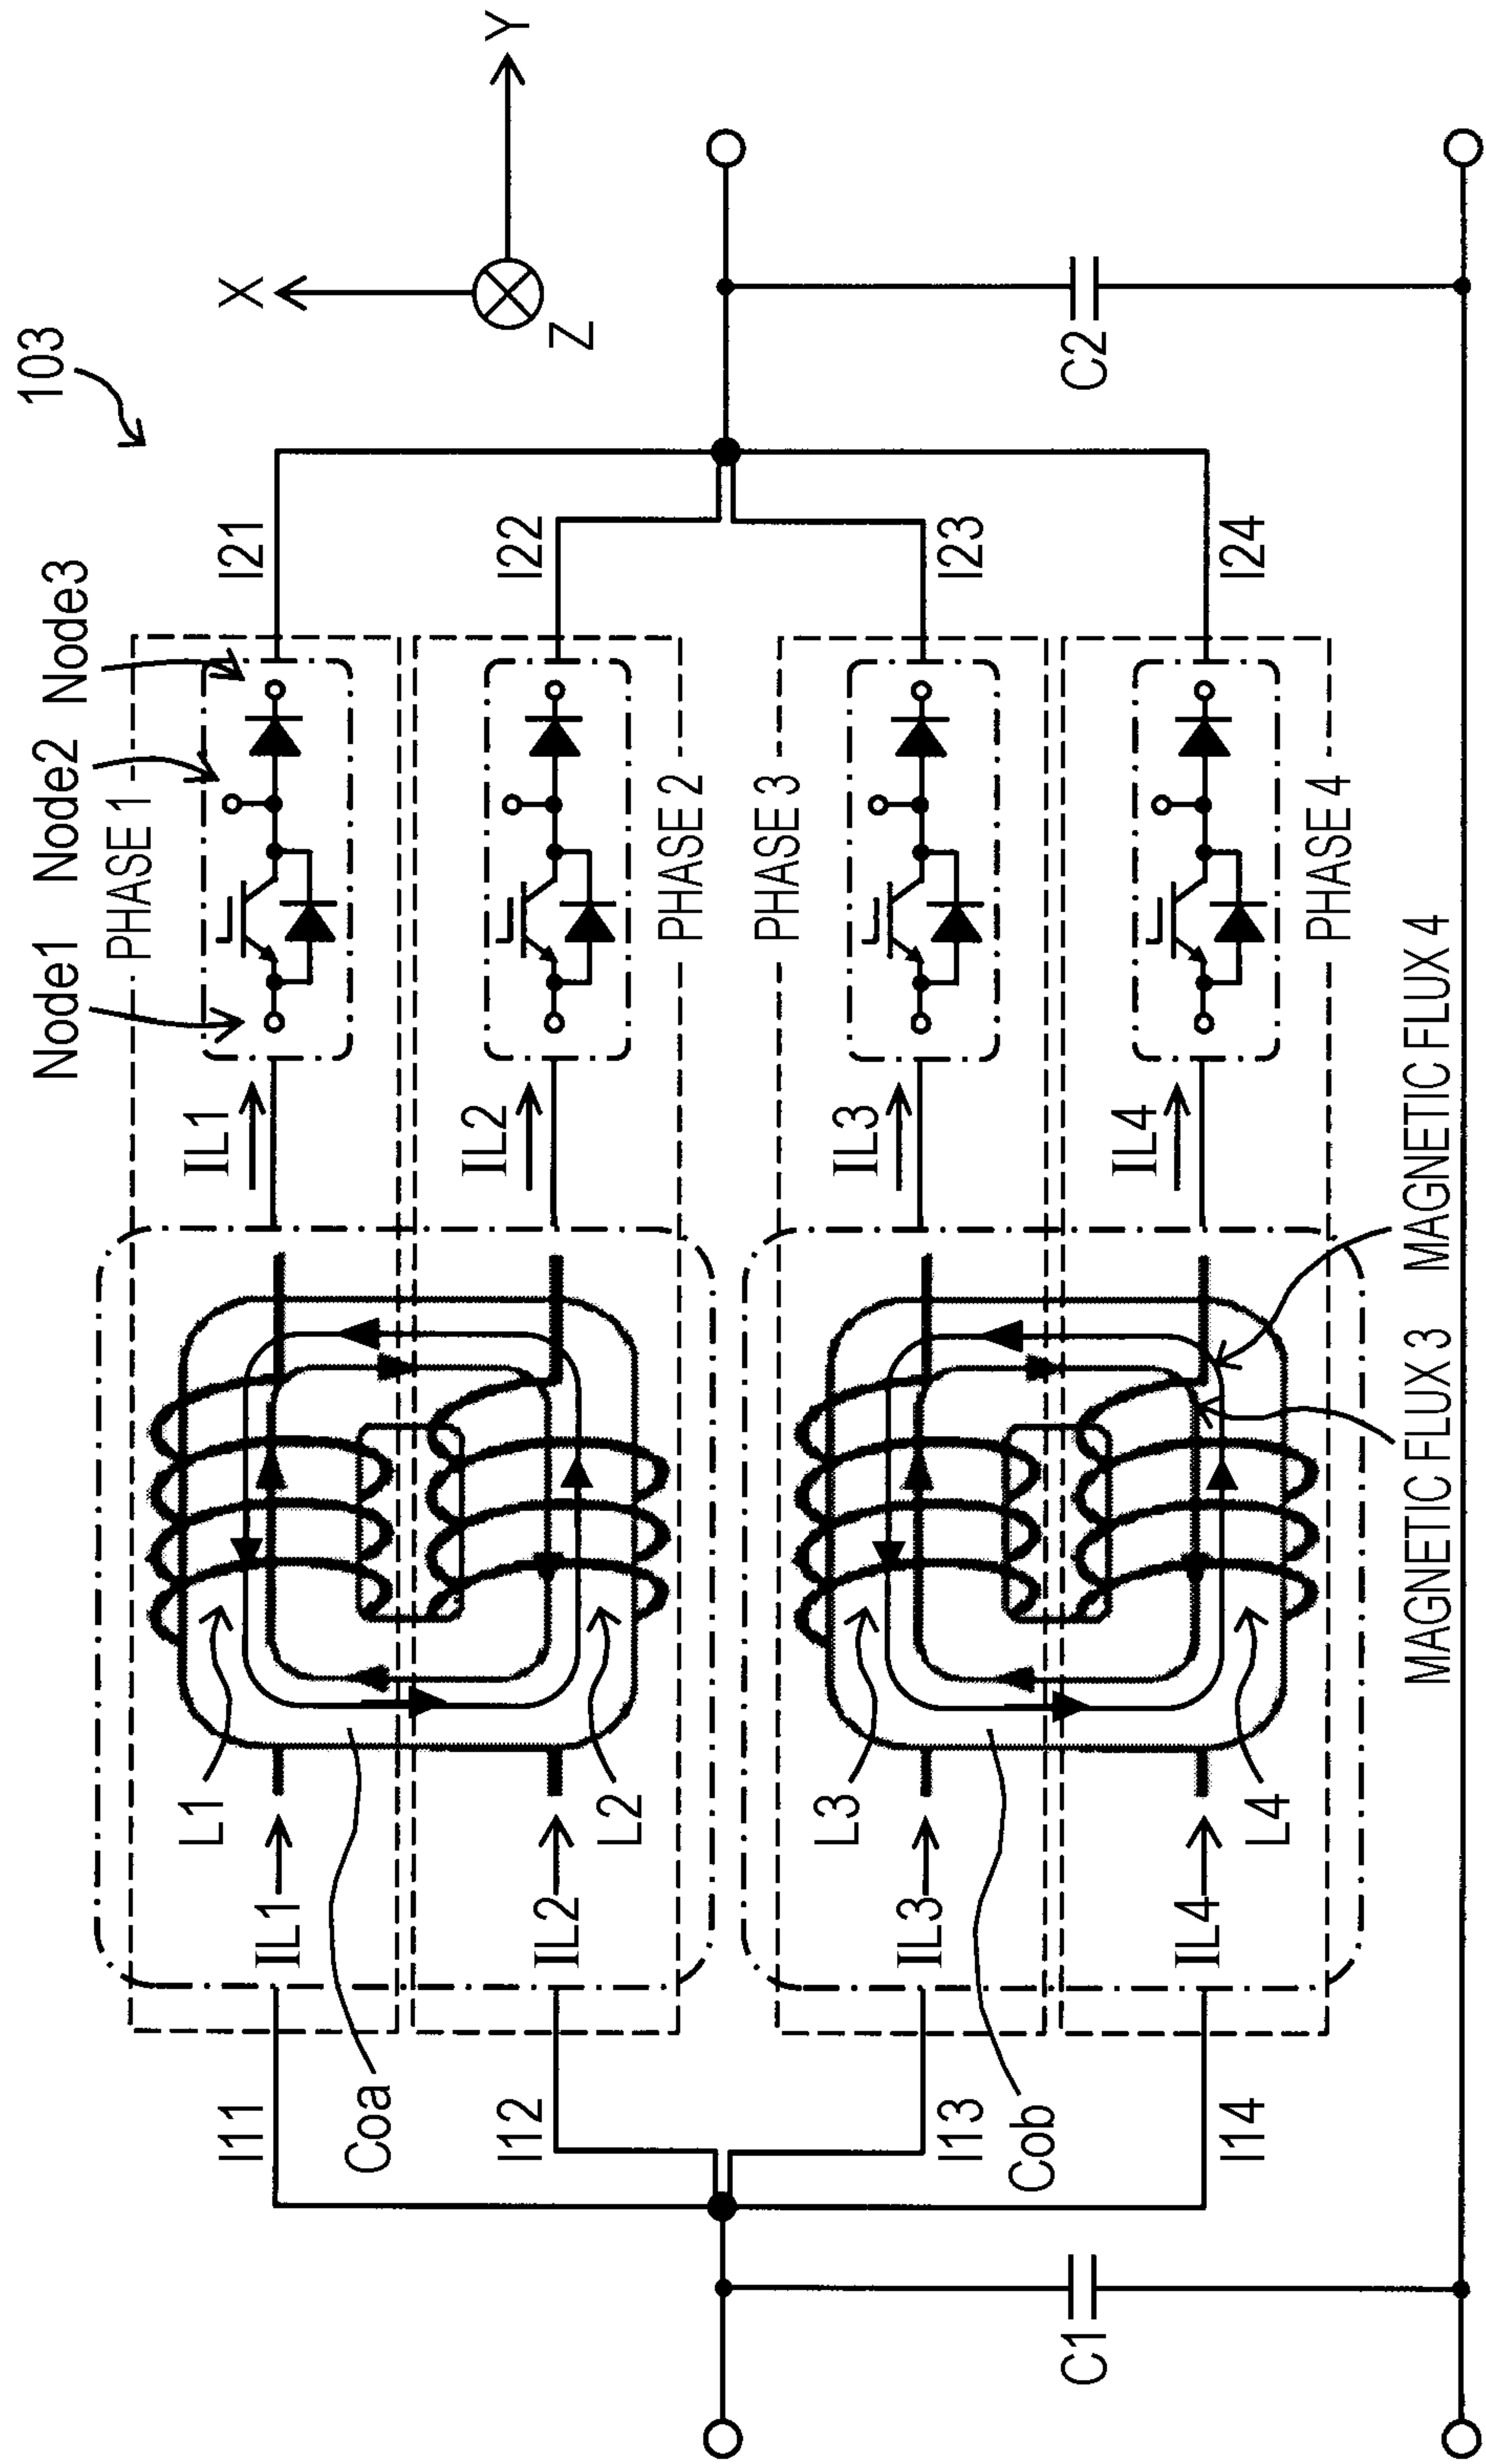 103
X
Y
Z
Node1
Node2
Node3
PHASE 1
I21
IL1
IL1
L1
I11
Coa
PHASE 2
I22
IL2
IL2
L2
I12
PHASE 3
I23
IL3
IL3
L3
I13
Cob
PHASE 4
I24
IL4
IL4
L4
I14
MAGNETIC FLUX 3
MAGNETIC FLUX 4
C1
C2